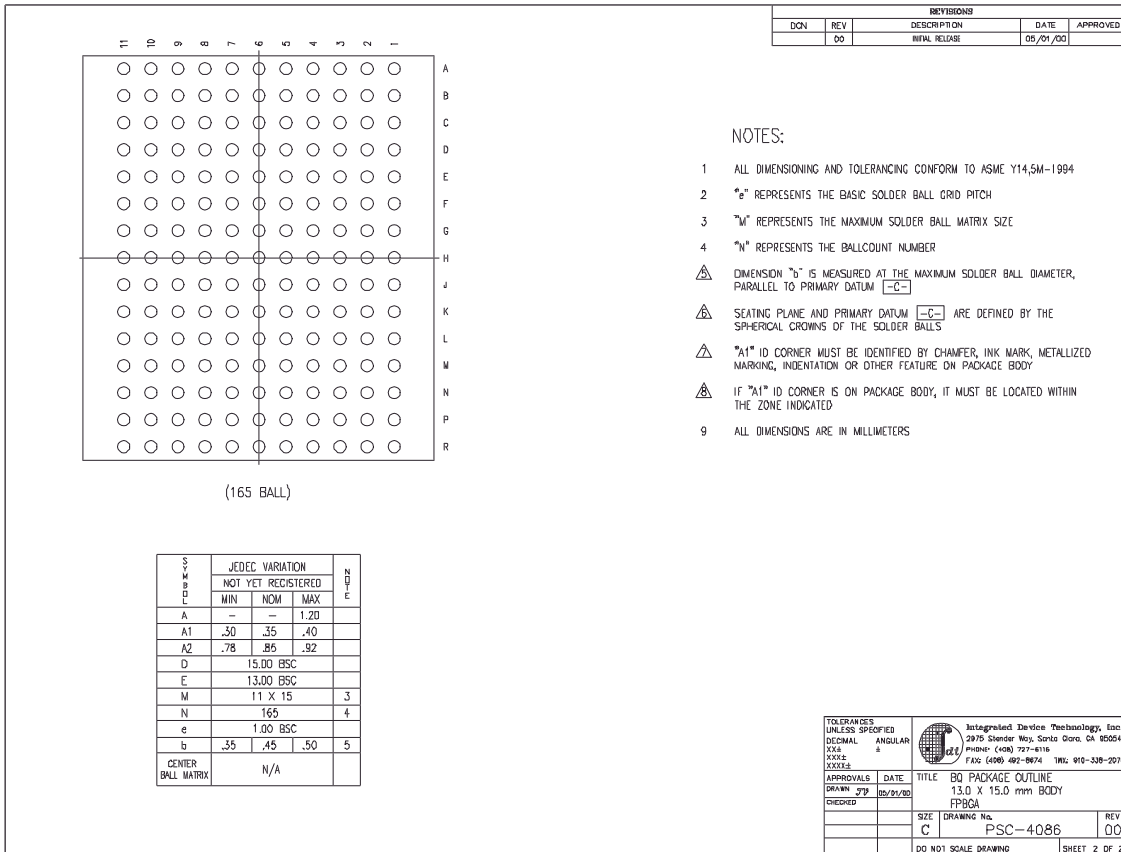 REVISIONS
DCN REV DESCRIPTION DATE APPROVED
00 INITIAL RELEASE 05/01/00
11 10 9 8 7 6 5 4 3 2 1
A
B
C
D
E
F
G
H
J
K
L
M
N
P
R
(165 BALL)
NOTES:
1 ALL DIMENSIONING AND TOLERANCING CONFORM TO ASME Y14,5M-1994
2 "e" REPRESENTS THE BASIC SOLDER BALL GRID PITCH
3 "M" REPRESENTS THE MAXIMUM SOLDER BALL MATRIX SIZE
4 "N" REPRESENTS THE BALLCOUNT NUMBER
5 DIMENSION "b" IS MEASURED AT THE MAXIMUM SOLDER BALL DIAMETER,
PARALLEL TO PRIMARY DATUM -C-
6 SEATING PLANE AND PRIMARY DATUM -C- ARE DEFINED BY THE
SPHERICAL CROWNS OF THE SOLDER BALLS
7 "A1" ID CORNER MUST BE IDENTIFIED BY CHAMFER, INK MARK, METALLIZED
MARKING, INDENTATION OR OTHER FEATURE ON PACKAGE BODY
8 IF "A1" ID CORNER IS ON PACKAGE BODY, IT MUST BE LOCATED WITHIN
THE ZONE INDICATED
9 ALL DIMENSIONS ARE IN MILLIMETERS
SYMBOL JEDEC VARIATION NOTE
NOT YET REGISTERED
MIN NOM MAX
A – – 1.20
A1 .30 .35 .40
A2 .78 .85 .92
D 15.00 BSC
E 13.00 BSC
M 11 X 15 3
N 165 4
e 1.00 BSC
b .35 .45 .50 5
CENTER
BALL MATRIX N/A
TOLERANCES
UNLESS SPECIFIED
DECIMAL ANGULAR
XX± ±
XXX±
XXXX±
idt
Integrated Device Technology, Inc
2975 Stender Way, Santa Clara, CA 95054
PHONE: (408) 727-6116
FAX: (408) 492-8674 TWX: 910-338-2070
APPROVALS DATE
DRAWN 05/01/00
CHECKED
TITLE BQ PACKAGE OUTLINE
13.0 X 15.0 mm BODY
FPBGA
SIZE DRAWING No. REV
C PSC-4086 00
DO NOT SCALE DRAWING SHEET 2 OF 2